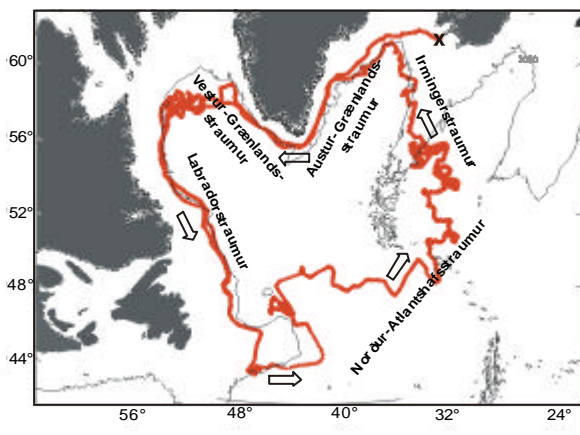 60°
56°
52°
48°
44°
56°
48°
40°
32°
24°
X
Vestur-Grænlands-
straumur
Austur-Grænlands-
straumur
Irmingerstraumur
Labradorstraumur
Norður-Atlantshafsstraumur